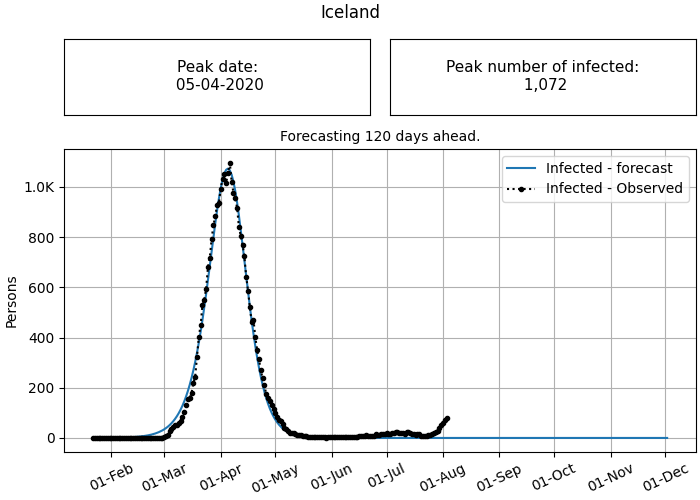 Iceland
Peak date:
05-04-2020
Peak number of infected:
1,072
Forecasting 120 days ahead.
Infected - forecast
Infected - Observed
Persons
1.0K
800
600
400
200
0
01-Feb
01-Mar
01-Apr
01-May
01-Jun
01-Jul
01-Aug
01-Sep
01-Oct
01-Nov
01-Dec